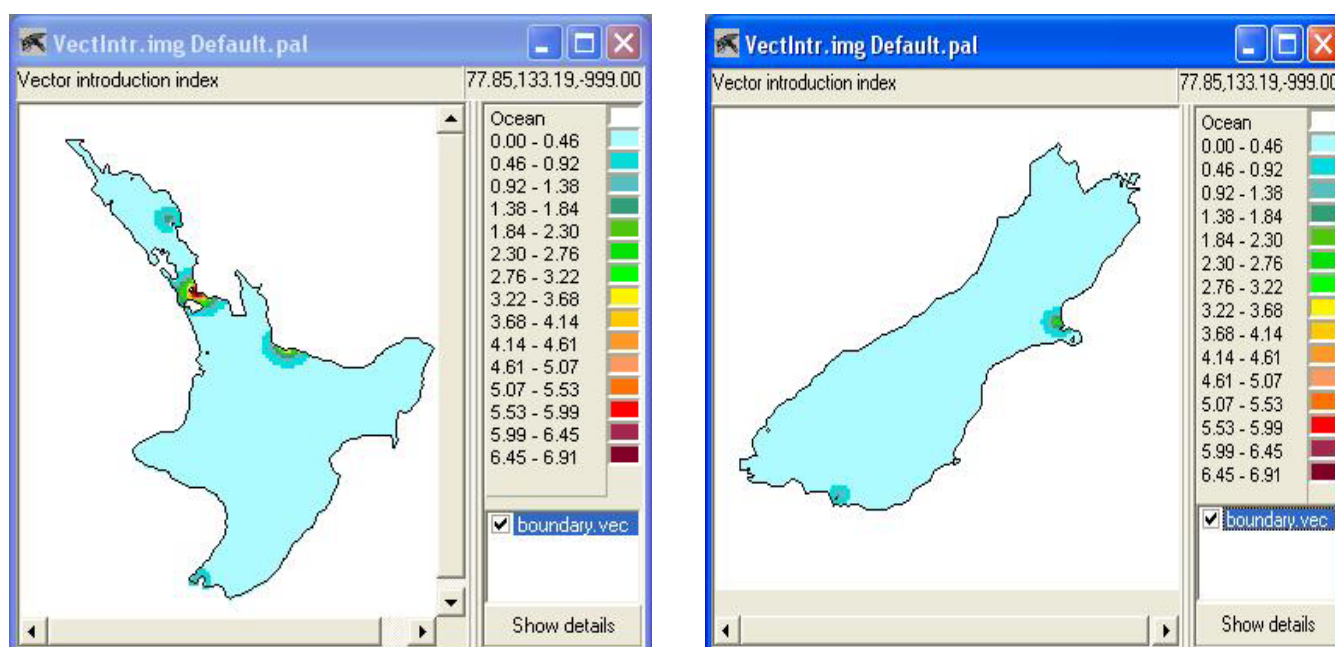 VectIntr.img Default.pal
Vector introduction index
77.85,133.19,-999.00
Ocean
0.00 - 0.46
0.46 - 0.92
0.92 - 1.38
1.38 - 1.84
1.84 - 2.30
2.30 - 2.76
2.76 - 3.22
3.22 - 3.68
3.68 - 4.14
4.14 - 4.61
4.61 - 5.07
5.07 - 5.53
5.53 - 5.99
5.99 - 6.45
6.45 - 6.91
boundary.vec
Show details
VectIntr.img Default.pal
Vector introduction index
77.85,133.19,-999.00
Ocean
0.00 - 0.46
0.46 - 0.92
0.92 - 1.38
1.38 - 1.84
1.84 - 2.30
2.30 - 2.76
2.76 - 3.22
3.22 - 3.68
3.68 - 4.14
4.14 - 4.61
4.61 - 5.07
5.07 - 5.53
5.53 - 5.99
5.99 - 6.45
6.45 - 6.91
boundary.vec
Show details